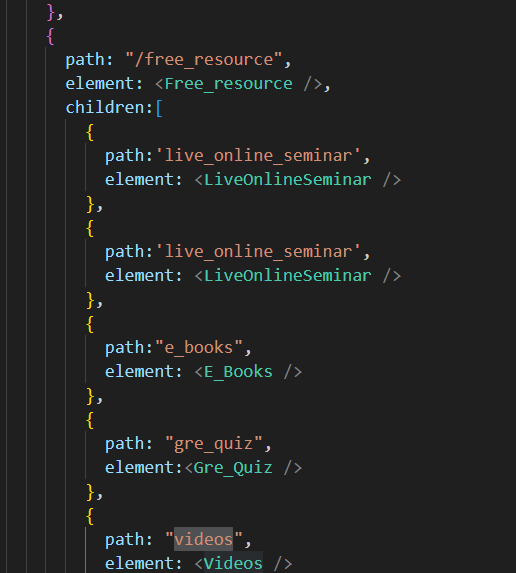 },
{
path: "/free_resource",
element: <Free_resource />,
children:[
{
path:'live_online_seminar',
element: <LiveOnlineSeminar />
},
{
path:'live_online_seminar',
element: <LiveOnlineSeminar />
},
{
path:"e_books",
element: <E_Books />
},
{
path: "gre_quiz",
element:<Gre_Quiz />
},
{
path: "videos",
element: <Videos />